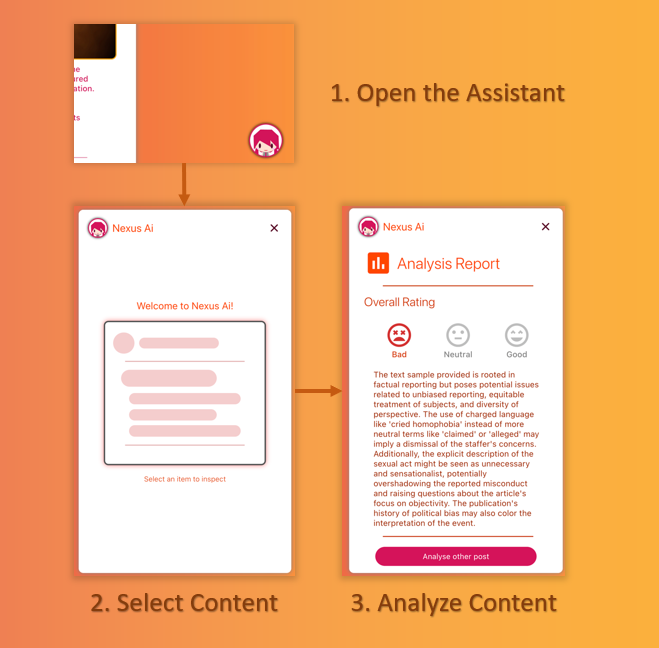 ne
ared
ation.
ts
1. Open the Assistant
Nexus Ai
×
Welcome to Nexus Ai!
Select an item to inspect
2. Select Content
Nexus Ai
×
Analysis Report
Overall Rating
Bad Neutral Good
The text sample provided is rooted in
factual reporting but poses potential issues
related to unbiased reporting, equitable
treatment of subjects, and diversity of
perspective. The use of charged language
like 'cried homophobia' instead of more
neutral terms like 'claimed' or 'alleged' may
imply a dismissal of the staffer's concerns.
Additionally, the explicit description of the
sexual act might be seen as unnecessary
and sensationalist, potentially
overshadowing the reported misconduct
and raising questions about the article's
focus on objectivity. The publication's
history of political bias may also color the
interpretation of the event.
Analyse other post
3. Analyze Content